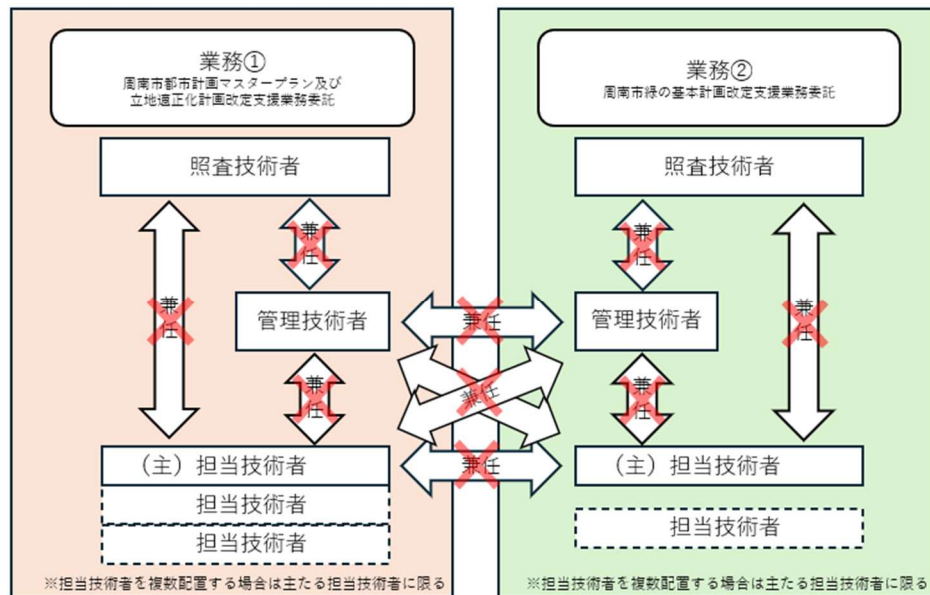 業務①
周南市都市計画マスタープラン及び
立地適正化計画改定支援業務委託
照査技術者
兼任
兼任
管理技術者
兼任
（主）担当技術者
担当技術者
担当技術者
※担当技術者を複数配置する場合は主たる担当技術者に限る
兼任
兼任
兼任
業務②
周南市緑の基本計画改定支援業務委託
照査技術者
兼任
兼任
管理技術者
兼任
（主）担当技術者
担当技術者
※担当技術者を複数配置する場合は主たる担当技術者に限る